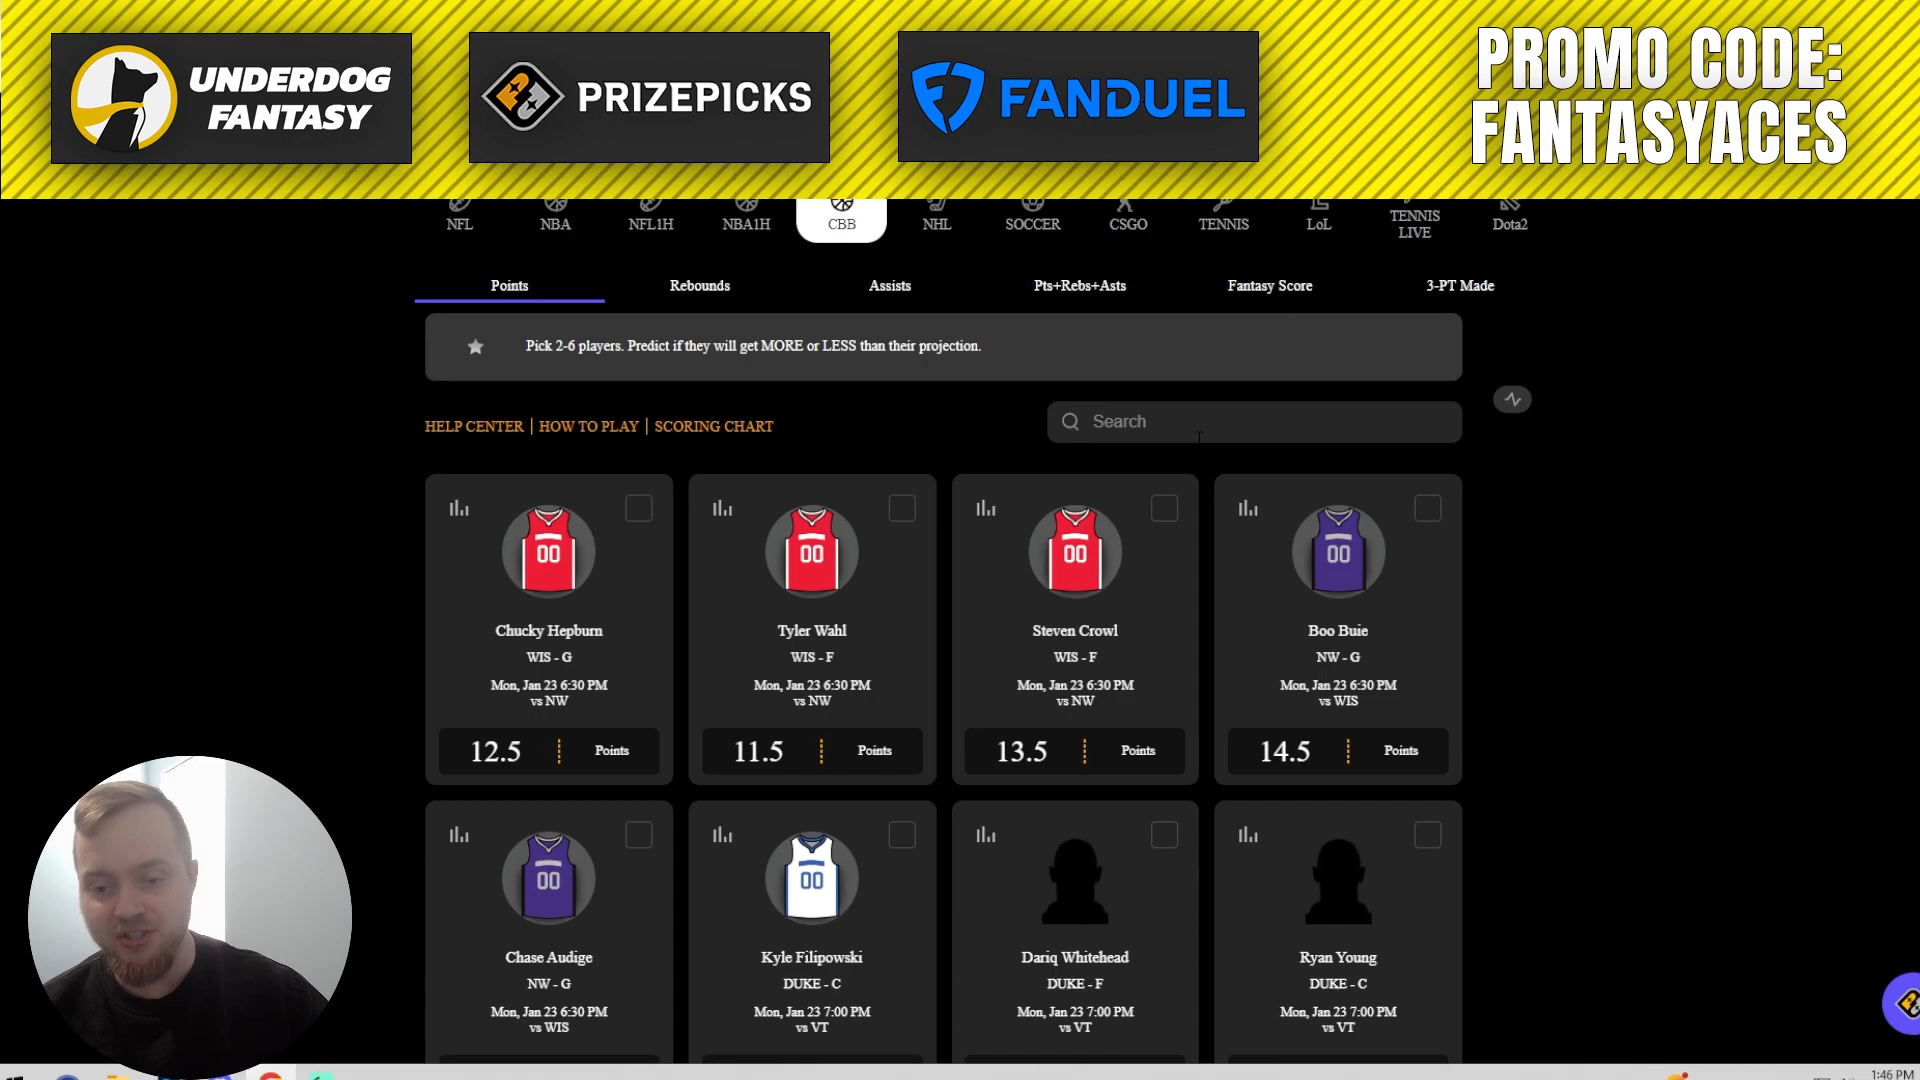 UNDERDOG
FANTASY
PRIZEPICKS
FANDUEL
PROMO CODE:
FANTASYACES
NFL
NBA
NFL1H
NBA1H
CBB
NHL
SOCCER
CSGO
TENNIS
LoL
TENNIS
LIVE
Dota2
Points
Rebounds
Assists
Pts+Rebs+Asts
Fantasy Score
3-PT Made
Pick 2-6 players. Predict if they will get MORE or LESS than their projection.
HELP CENTER | HOW TO PLAY | SCORING CHART
Search
00
Chucky Hepburn
WIS - G
Mon, Jan 23 6:30 PM
vs NW
12.5 Points
00
Tyler Wahl
WIS - F
Mon, Jan 23 6:30 PM
vs NW
11.5 Points
00
Steven Crowl
WIS - F
Mon, Jan 23 6:30 PM
vs NW
13.5 Points
00
Boo Buie
NW - G
Mon, Jan 23 6:30 PM
vs WIS
14.5 Points
00
Chase Audige
NW - G
Mon, Jan 23 6:30 PM
vs WIS
00
Kyle Filipowski
DUKE - C
Mon, Jan 23 7:00 PM
vs VT
Dariq Whitehead
DUKE - F
Mon, Jan 23 7:00 PM
vs VT
Ryan Young
DUKE - C
Mon, Jan 23 7:00 PM
vs VT
1:46 PM